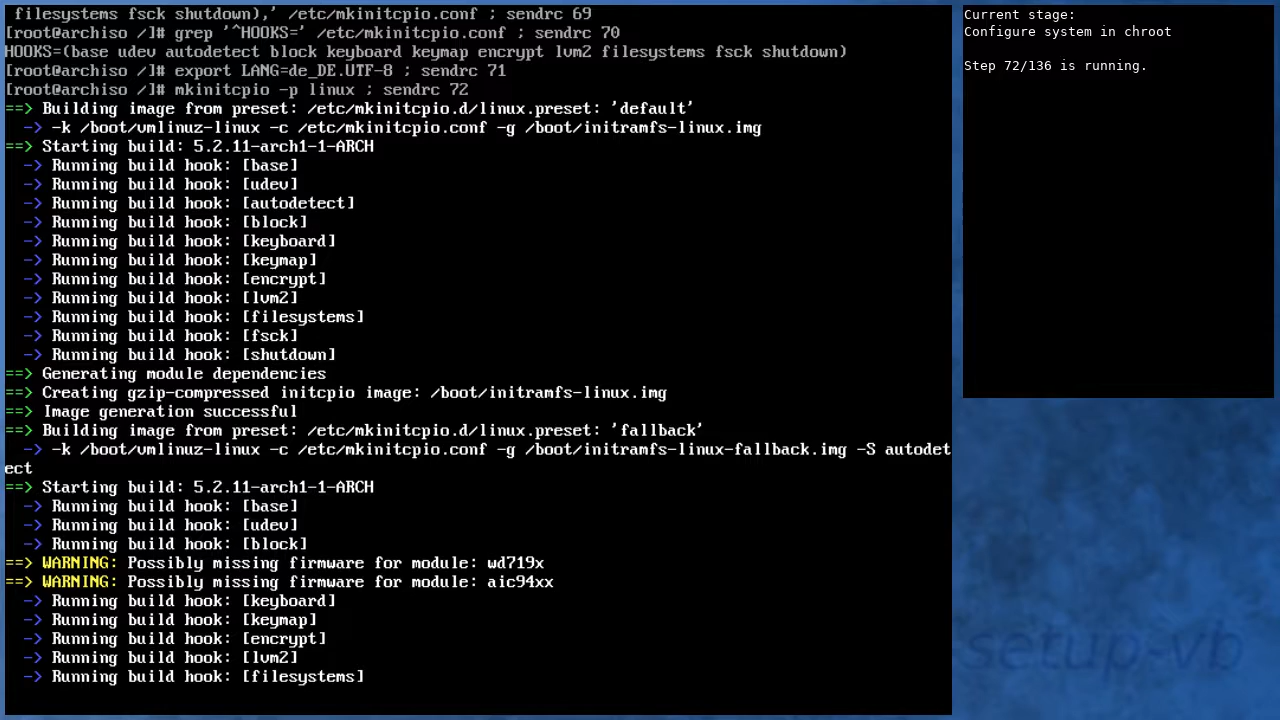 filesystems fsck shutdown),' /etc/mkinitcpio.conf ; sendrc 69
[root@archiso /]# grep '^HOOKS=' /etc/mkinitcpio.conf ; sendrc 70
HOOKS=(base udev autodetect block keyboard keymap encrypt lvm2 filesystems fsck shutdown)
[root@archiso /]# export LANG=de_DE.UTF-8 ; sendrc 71
[root@archiso /]# mkinitcpio -p linux ; sendrc 72
==> Building image from preset: /etc/mkinitcpio.d/linux.preset: 'default'
  -> -k /boot/vmlinuz-linux -c /etc/mkinitcpio.conf -g /boot/initramfs-linux.img
==> Starting build: 5.2.11-arch1-1-ARCH
  -> Running build hook: [base]
  -> Running build hook: [udev]
  -> Running build hook: [autodetect]
  -> Running build hook: [block]
  -> Running build hook: [keyboard]
  -> Running build hook: [keymap]
  -> Running build hook: [encrypt]
  -> Running build hook: [lvm2]
  -> Running build hook: [filesystems]
  -> Running build hook: [fsck]
  -> Running build hook: [shutdown]
==> Generating module dependencies
==> Creating gzip-compressed initcpio image: /boot/initramfs-linux.img
==> Image generation successful
==> Building image from preset: /etc/mkinitcpio.d/linux.preset: 'fallback'
  -> -k /boot/vmlinuz-linux -c /etc/mkinitcpio.conf -g /boot/initramfs-linux-fallback.img -S autodet
ect
==> Starting build: 5.2.11-arch1-1-ARCH
  -> Running build hook: [base]
  -> Running build hook: [udev]
  -> Running build hook: [block]
==> WARNING: Possibly missing firmware for module: wd719x
==> WARNING: Possibly missing firmware for module: aic94xx
  -> Running build hook: [keyboard]
  -> Running build hook: [keymap]
  -> Running build hook: [encrypt]
  -> Running build hook: [lvm2]
  -> Running build hook: [filesystems]
Current stage:
Configure system in chroot
Step 72/136 is running.
setup-vb